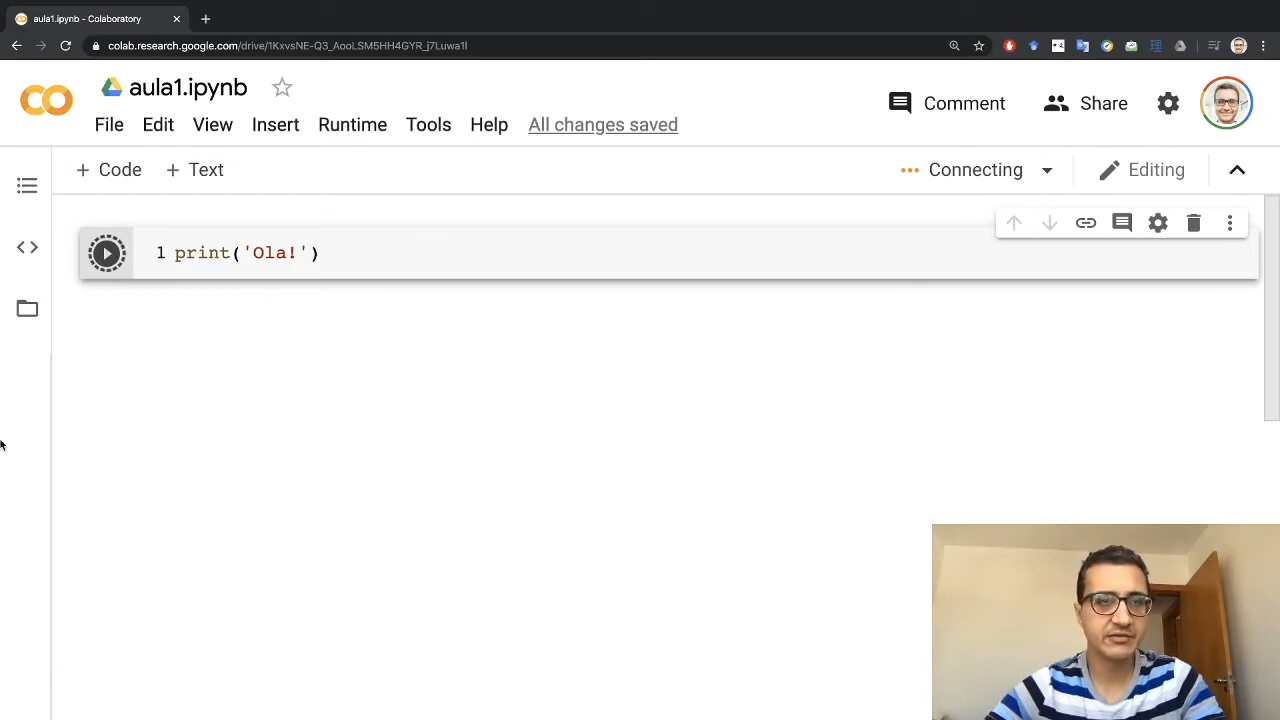 aula1.ipynb - Colaboratory
colab.research.google.com/drive/1KxvsNE-Q3_AooLSM5HH4GYR_j7Luwa1l
aula1.ipynb
Comment
Share
File Edit View Insert Runtime Tools Help All changes saved
+ Code + Text
Connecting
Editing
1 print('Ola!')